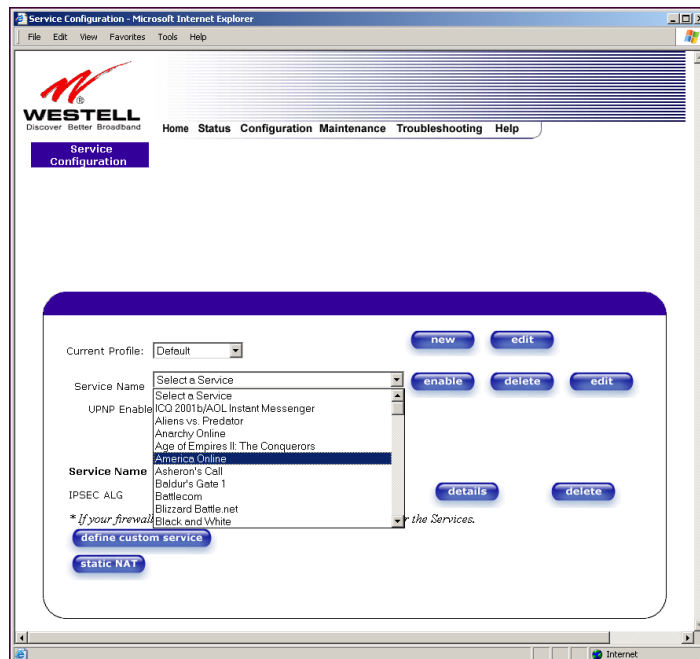 Service Configuration - Microsoft Internet Explorer
File Edit View Favorites Tools Help
WESTELL
Discover Better Broadband
Home Status Configuration Maintenance Troubleshooting Help
Service
Configuration
Current Profile: Default new edit
Service Name Select a Service enable delete edit
Select a Service
UPNP Enable ICQ 2001b/AOL Instant Messenger
Aliens vs. Predator
Anarchy Online
Age of Empires II: The Conquerors
America Online
Service Name Asheron's Call
Baldur's Gate 1
IPSEC ALG Battlecom details delete
Blizzard Battle.net
* If your firewall Black and White r the Services.
define custom service
static NAT
Internet